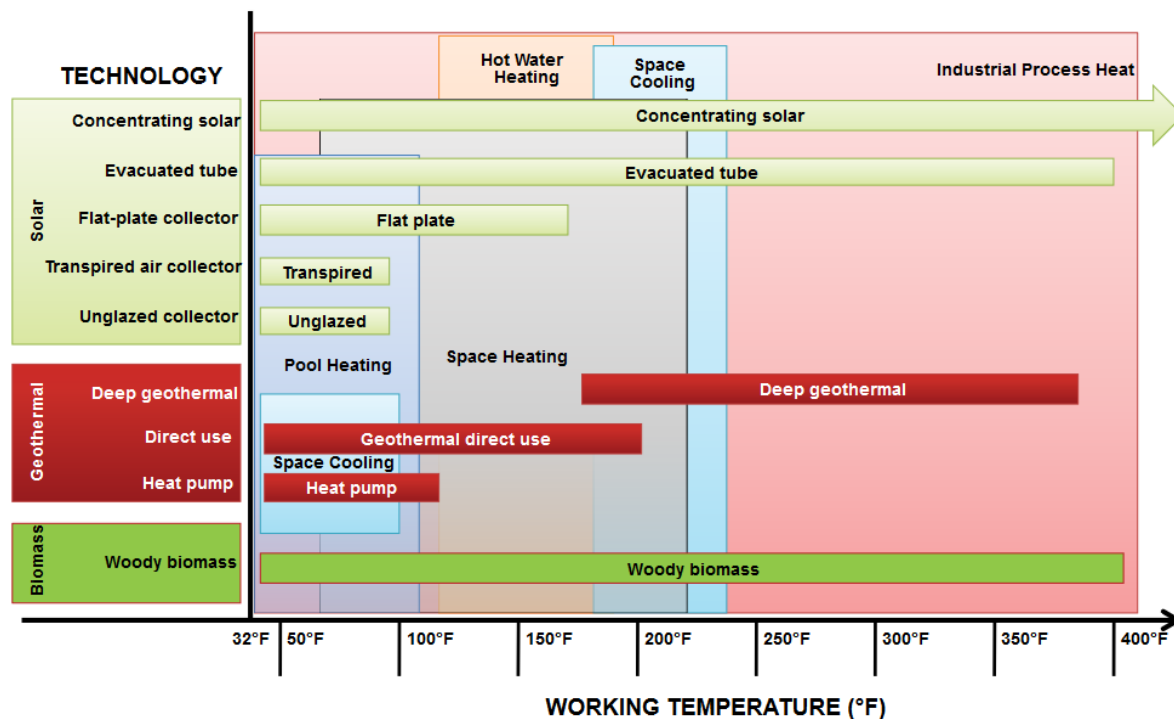 TECHNOLOGY
Hot Water
Heating
Space
Cooling
Industrial Process Heat
Solar
Concentrating solar
Concentrating solar
Evacuated tube
Evacuated tube
Flat-plate collector
Flat plate
Transpired air collector
Transpired
Unglazed collector
Unglazed
Pool Heating
Space Heating
Geothermal
Deep geothermal
Deep geothermal
Direct use
Geothermal direct use
Space Cooling
Heat pump
Heat pump
Biomass
Woody biomass
Woody biomass
32°F
50°F
100°F
150°F
200°F
250°F
300°F
350°F
400°F
WORKING TEMPERATURE (°F)